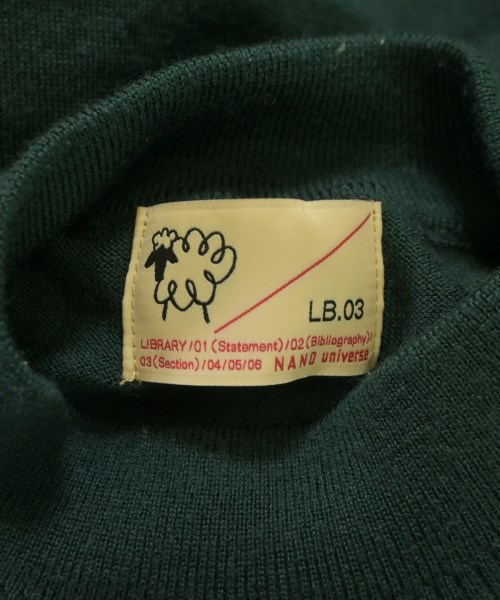 LB.03
LIBRARY/01(Statement)/02(Bibliography)/
03(Section)/04/05/06 NANO universe